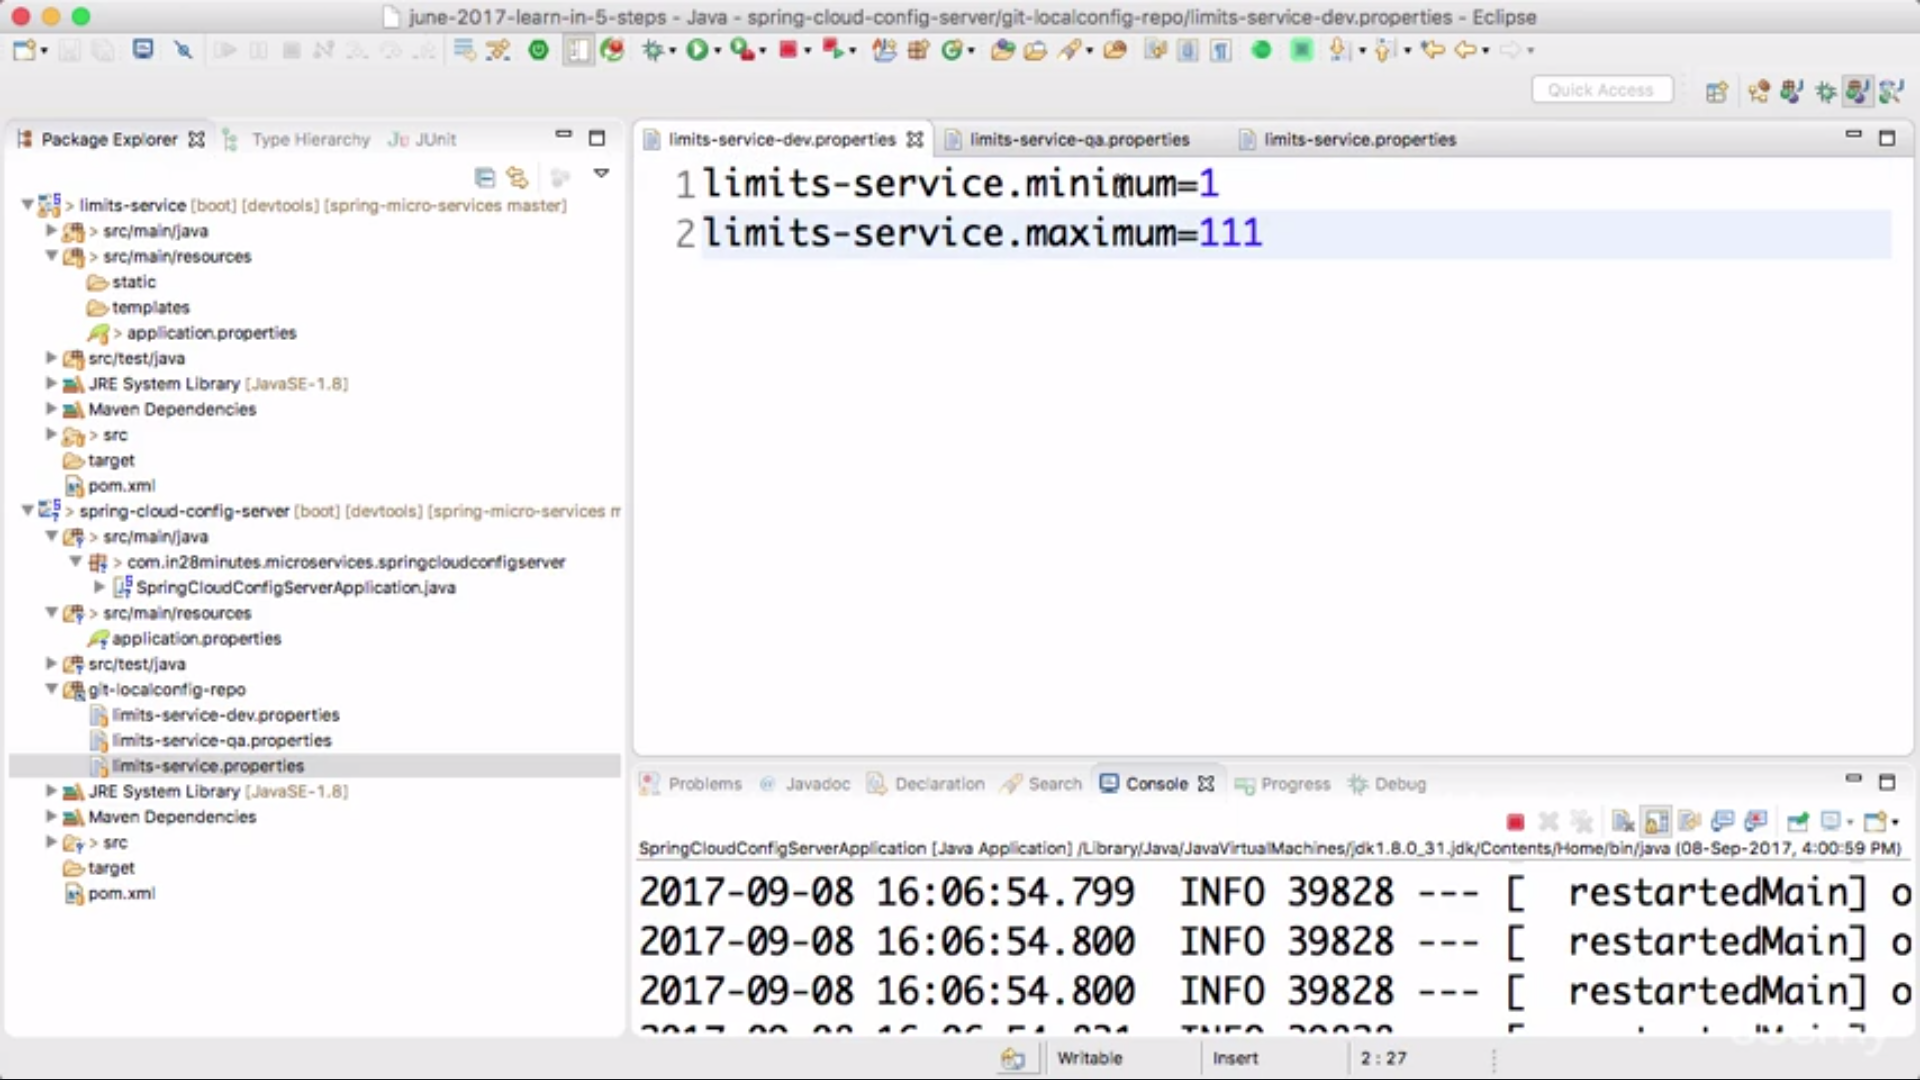 june-2017-learn-in-5-steps - Java - spring-cloud-config-server/git-localconfig-repo/limits-service-dev.properties - Eclipse
Quick Access
Package Explorer
Type Hierarchy
JUnit
limits-service-dev.properties
limits-service-qa.properties
limits-service.properties
> limits-service [boot] [devtools] [spring-micro-services master]
> src/main/java
> src/main/resources
static
templates
> application.properties
src/test/java
JRE System Library [JavaSE-1.8]
Maven Dependencies
> src
target
pom.xml
> spring-cloud-config-server [boot] [devtools] [spring-micro-services m
> src/main/java
> com.in28minutes.microservices.springcloudconfigserver
SpringCloudConfigServerApplication.java
> src/main/resources
application.properties
src/test/java
git-localconfig-repo
limits-service-dev.properties
limits-service-qa.properties
limits-service.properties
JRE System Library [JavaSE-1.8]
Maven Dependencies
> src
target
pom.xml
1 limits-service.minimum=1
2 limits-service.maximum=111
Problems
Javadoc
Declaration
Search
Console
Progress
Debug
SpringCloudConfigServerApplication [Java Application] /Library/Java/JavaVirtualMachines/jdk1.8.0_31.jdk/Contents/Home/bin/java (08-Sep-2017, 4:00:59 PM)
2017-09-08 16:06:54.799  INFO 39828 --- [  restartedMain] o
2017-09-08 16:06:54.800  INFO 39828 --- [  restartedMain] o
2017-09-08 16:06:54.800  INFO 39828 --- [  restartedMain] o
Writable
Insert
2 : 27